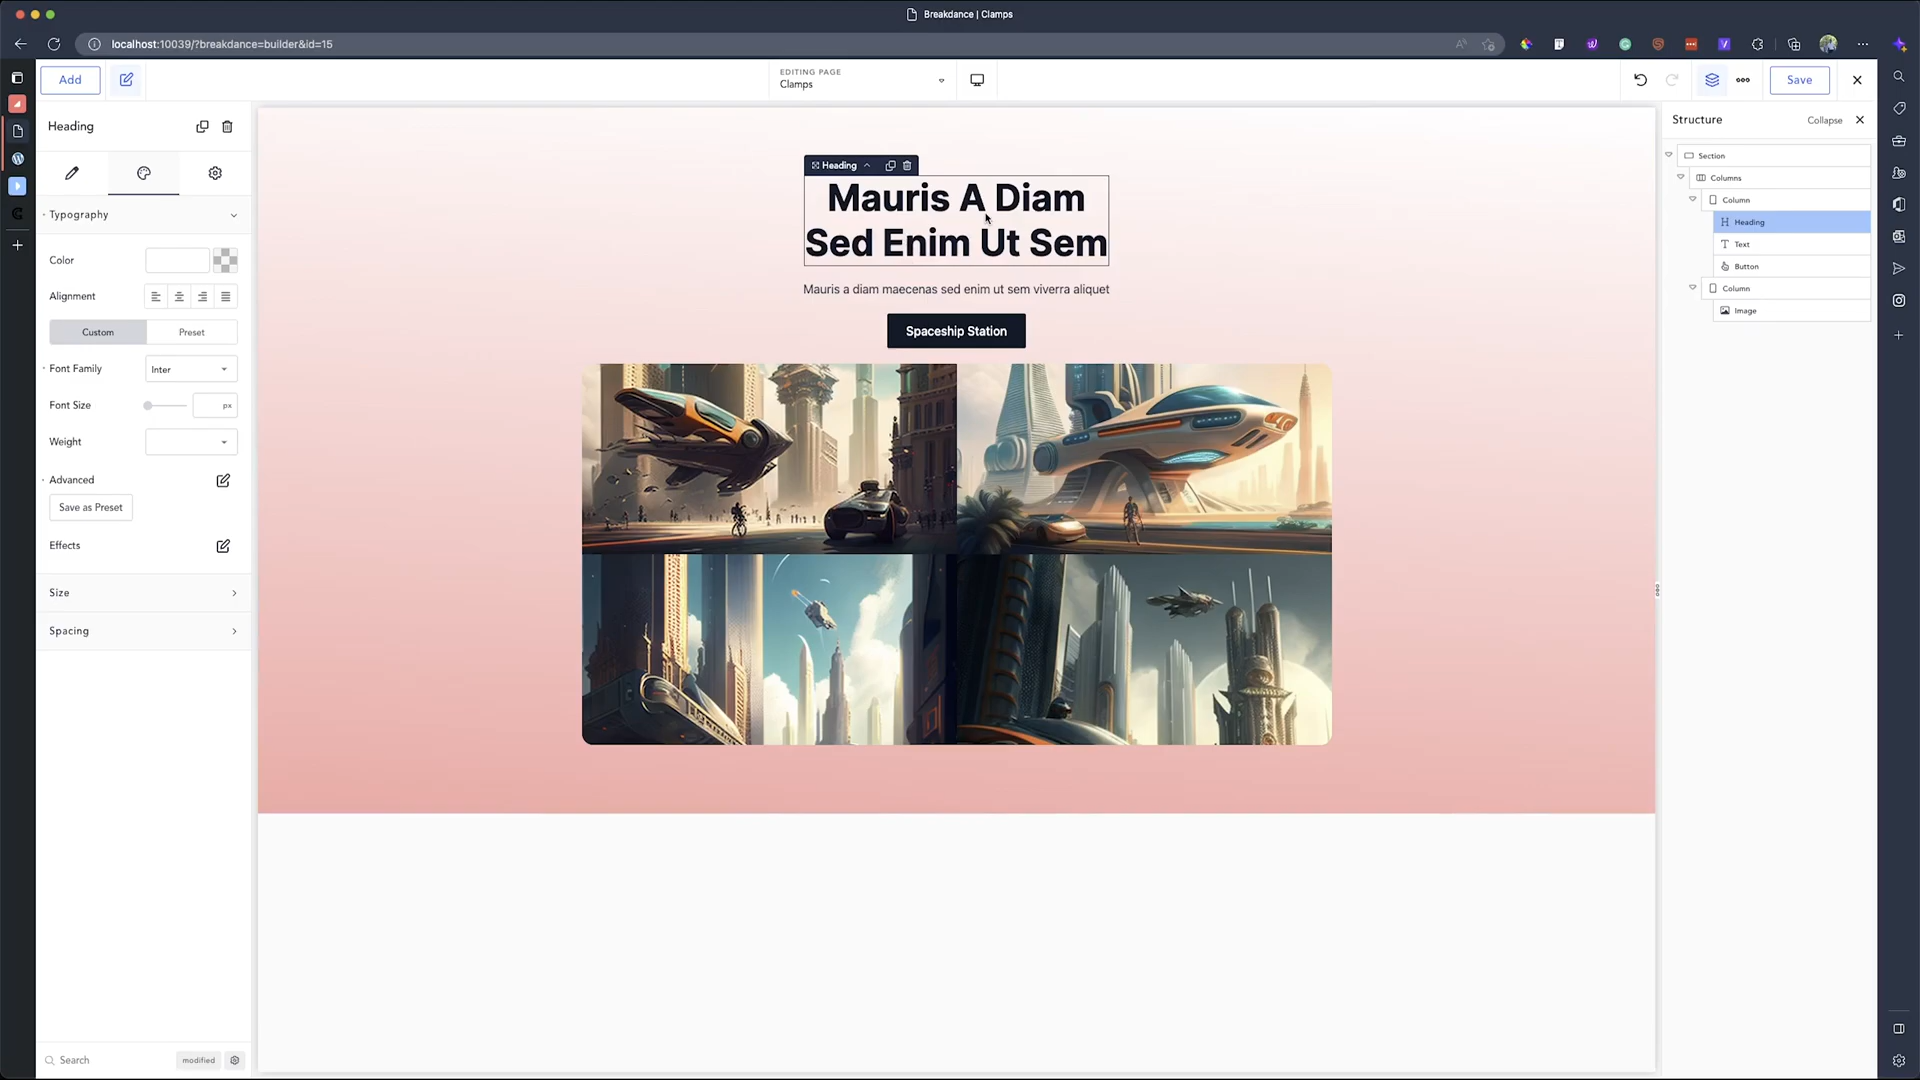 Breakdance | Clamps
localhost:10039/?breakdance=builder&id=15
Add
EDITING PAGE
Clamps
Save
Heading
Typography
Color
Alignment
Custom
Preset
Font Family
Inter
Font Size
px
Weight
Advanced
Save as Preset
Effects
Size
Spacing
Search
modified
Heading
Mauris A Diam
Sed Enim Ut Sem
Mauris a diam maecenas sed enim ut sem viverra aliquet
Spaceship Station
Structure
Collapse
Section
Columns
Column
Heading
Text
Button
Column
Image